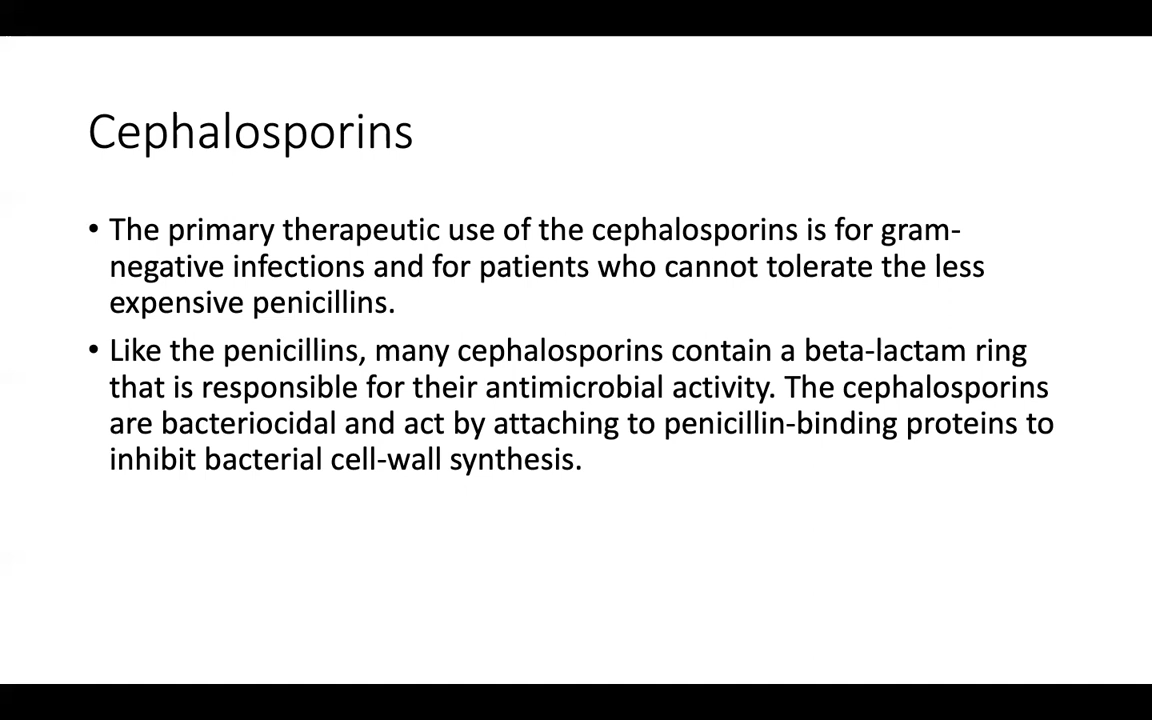 Cephalosporins
• The primary therapeutic use of the cephalosporins is for gram-
negative infections and for patients who cannot tolerate the less
expensive penicillins.
• Like the penicillins, many cephalosporins contain a beta-lactam ring
that is responsible for their antimicrobial activity. The cephalosporins
are bacteriocidal and act by attaching to penicillin-binding proteins to
inhibit bacterial cell-wall synthesis.